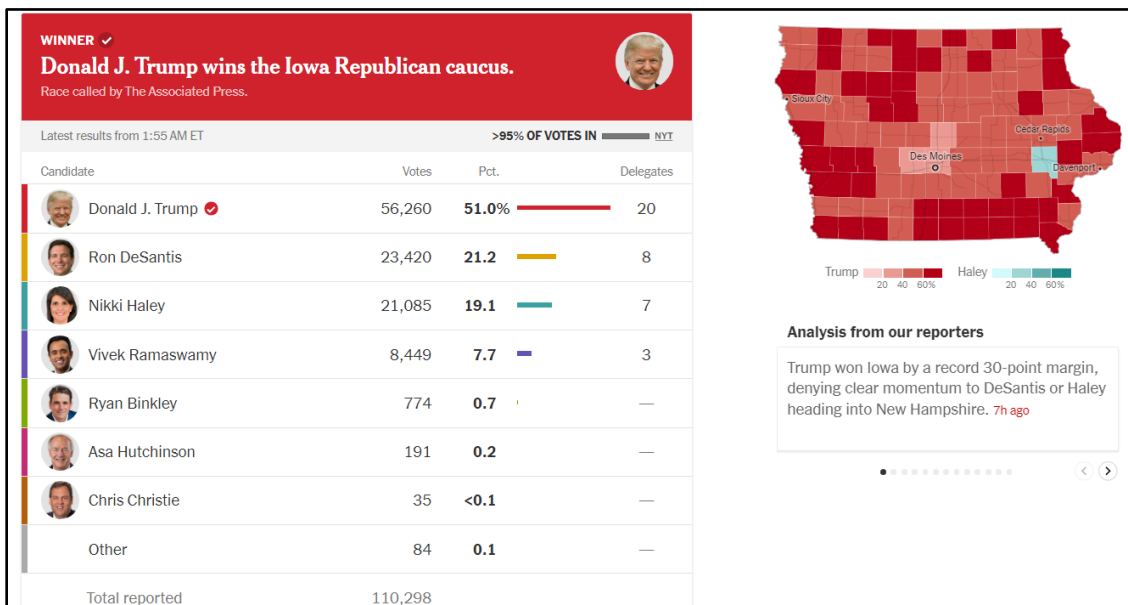 WINNER
Donald J. Trump wins the Iowa Republican caucus.
Race called by The Associated Press.
Latest results from 1:55 AM ET
>95% OF VOTES IN
NYT
Candidate Votes Pct. Delegates
Donald J. Trump 56,260 51.0% 20
Ron DeSantis 23,420 21.2 8
Nikki Haley 21,085 19.1 7
Vivek Ramaswamy 8,449 7.7 3
Ryan Binkley 774 0.7 —
Asa Hutchinson 191 0.2 —
Chris Christie 35 <0.1 —
Other 84 0.1 —
Total reported 110,298
Sioux City
Cedar Rapids
Des Moines
Davenport
Trump Haley
20 40 60% 20 40 60%
Analysis from our reporters
Trump won Iowa by a record 30-point margin,
denying clear momentum to DeSantis or Haley
heading into New Hampshire. 7h ago